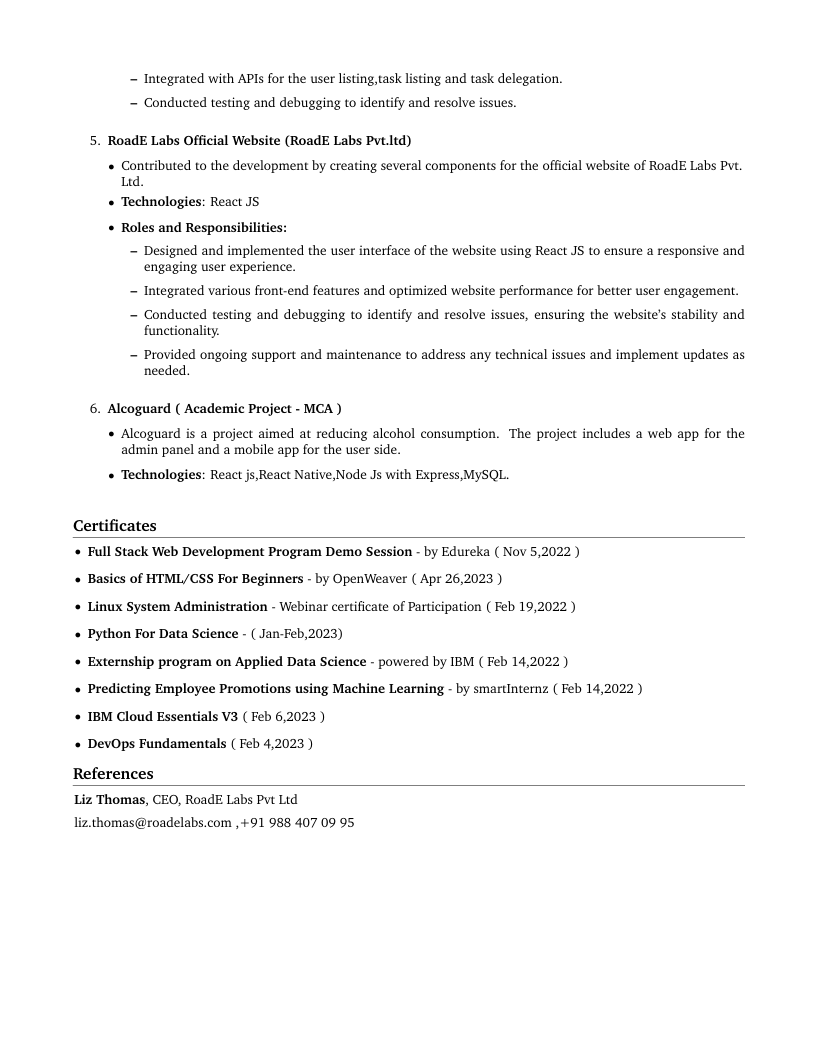 – Integrated with APIs for the user listing,task listing and task delegation.
– Conducted testing and debugging to identify and resolve issues.
5. RoadE Labs Official Website (RoadE Labs Pvt.ltd)
• Contributed to the development by creating several components for the official website of RoadE Labs Pvt.
Ltd.
• Technologies: React JS
• Roles and Responsibilities:
– Designed and implemented the user interface of the website using React JS to ensure a responsive and
engaging user experience.
– Integrated various front-end features and optimized website performance for better user engagement.
– Conducted testing and debugging to identify and resolve issues, ensuring the website's stability and
functionality.
– Provided ongoing support and maintenance to address any technical issues and implement updates as
needed.
6. Alcoguard ( Academic Project - MCA )
• Alcoguard is a project aimed at reducing alcohol consumption. The project includes a web app for the
admin panel and a mobile app for the user side.
• Technologies: React js,React Native,Node Js with Express,MySQL.
Certificates
• Full Stack Web Development Program Demo Session - by Edureka ( Nov 5,2022 )
• Basics of HTML/CSS For Beginners - by OpenWeaver ( Apr 26,2023 )
• Linux System Administration - Webinar certificate of Participation ( Feb 19,2022 )
• Python For Data Science - ( Jan-Feb,2023)
• Externship program on Applied Data Science - powered by IBM ( Feb 14,2022 )
• Predicting Employee Promotions using Machine Learning - by smartInternz ( Feb 14,2022 )
• IBM Cloud Essentials V3 ( Feb 6,2023 )
• DevOps Fundamentals ( Feb 4,2023 )
References
Liz Thomas, CEO, RoadE Labs Pvt Ltd
liz.thomas@roadelabs.com ,+91 988 407 09 95